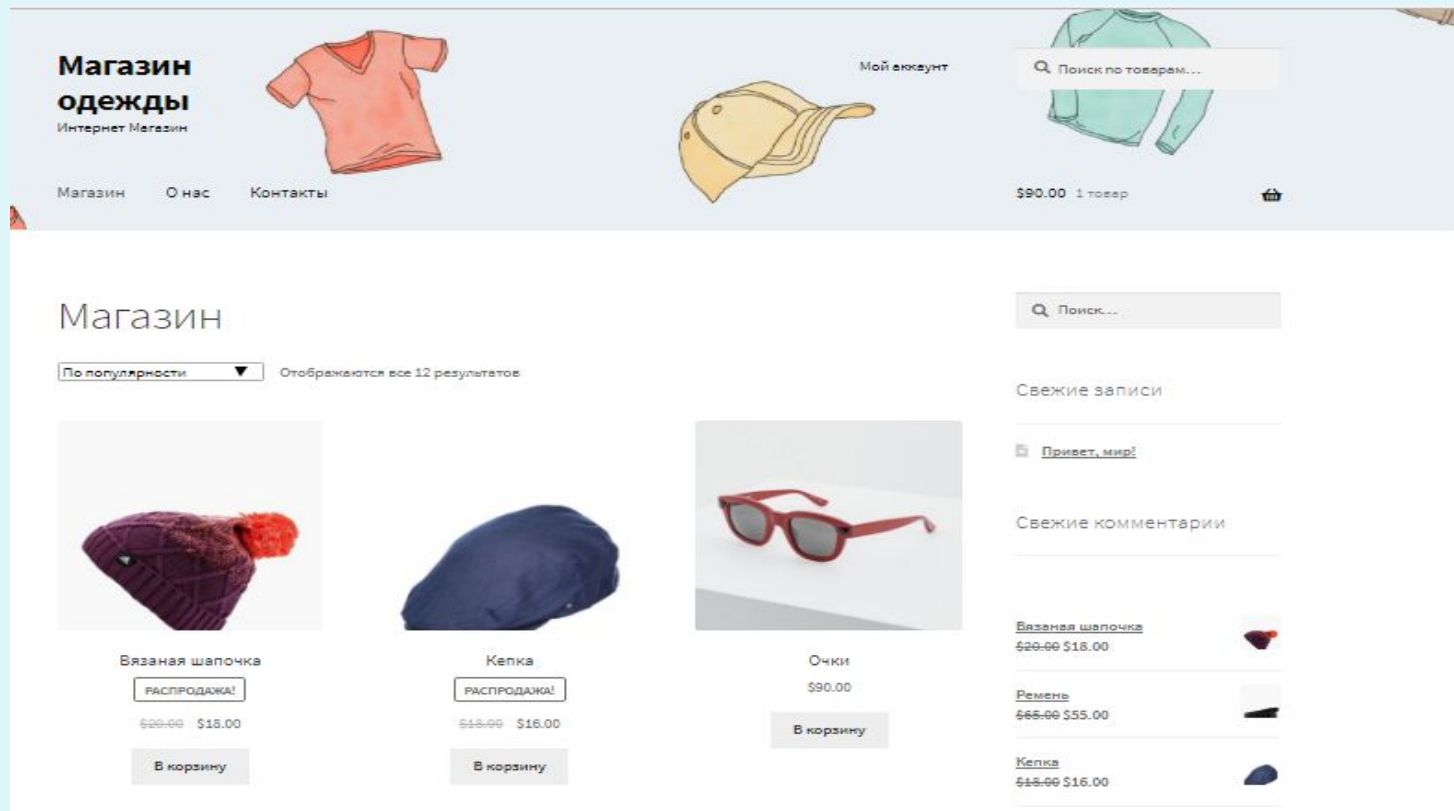 Магазин
одежды
Интернет Магазин
Мой аккаунт
Поиск по товарам...
Магазин О нас Контакты
$90.00 1 товар
Магазин
По популярности
Отображаются все 12 результатов
Вязаная шапочка
РАСПРОДАЖА!
$20.00 $18.00
В корзину
Кепка
РАСПРОДАЖА!
$18.00 $16.00
В корзину
Очки
$90.00
В корзину
Поиск...
Свежие записи
Привет, мир!
Свежие комментарии
Вязаная шапочка
$20.00 $18.00
Ремень
$65.00 $55.00
Кепка
$18.00 $16.00